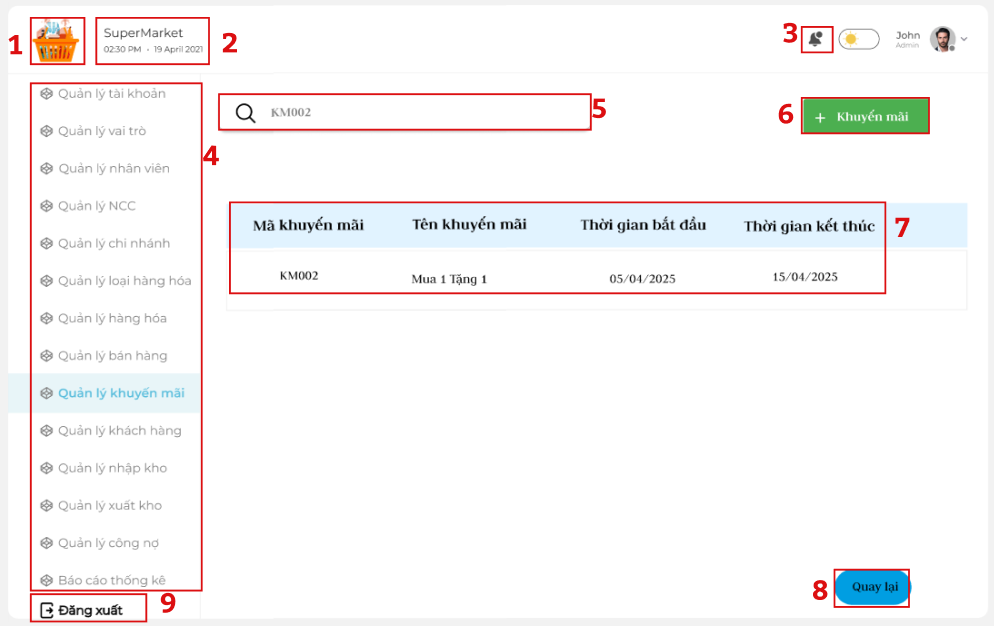 1
SuperMarket
02:30 PM • 19 April 2021
2
3
John
Admin
Quản lý tài khoản
Quản lý vai trò
Quản lý nhân viên
Quản lý NCC
Quản lý chi nhánh
Quản lý loại hàng hóa
Quản lý hàng hóa
Quản lý bán hàng
Quản lý khuyến mãi
Quản lý khách hàng
Quản lý nhập kho
Quản lý xuất kho
Quản lý công nợ
Báo cáo thống kê
4
Đăng xuất
9
KM002
5
6
+ Khuyến mãi
Mã khuyến mãi Tên khuyến mãi Thời gian bắt đầu Thời gian kết thúc
7
KM002 Mua 1 Tặng 1 05/04/2025 15/04/2025
8
Quay lại